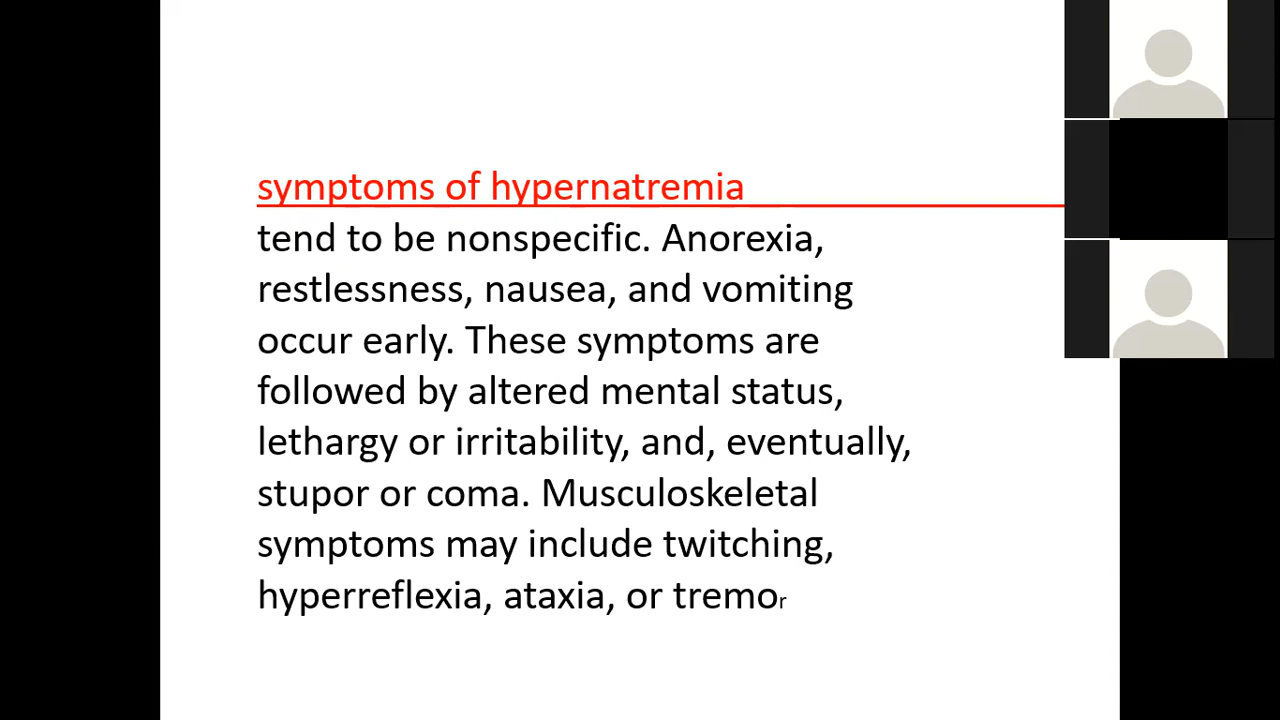 symptoms of hypernatremia
tend to be nonspecific. Anorexia,
restlessness, nausea, and vomiting
occur early. These symptoms are
followed by altered mental status,
lethargy or irritability, and, eventually,
stupor or coma. Musculoskeletal
symptoms may include twitching,
hyperreflexia, ataxia, or tremor